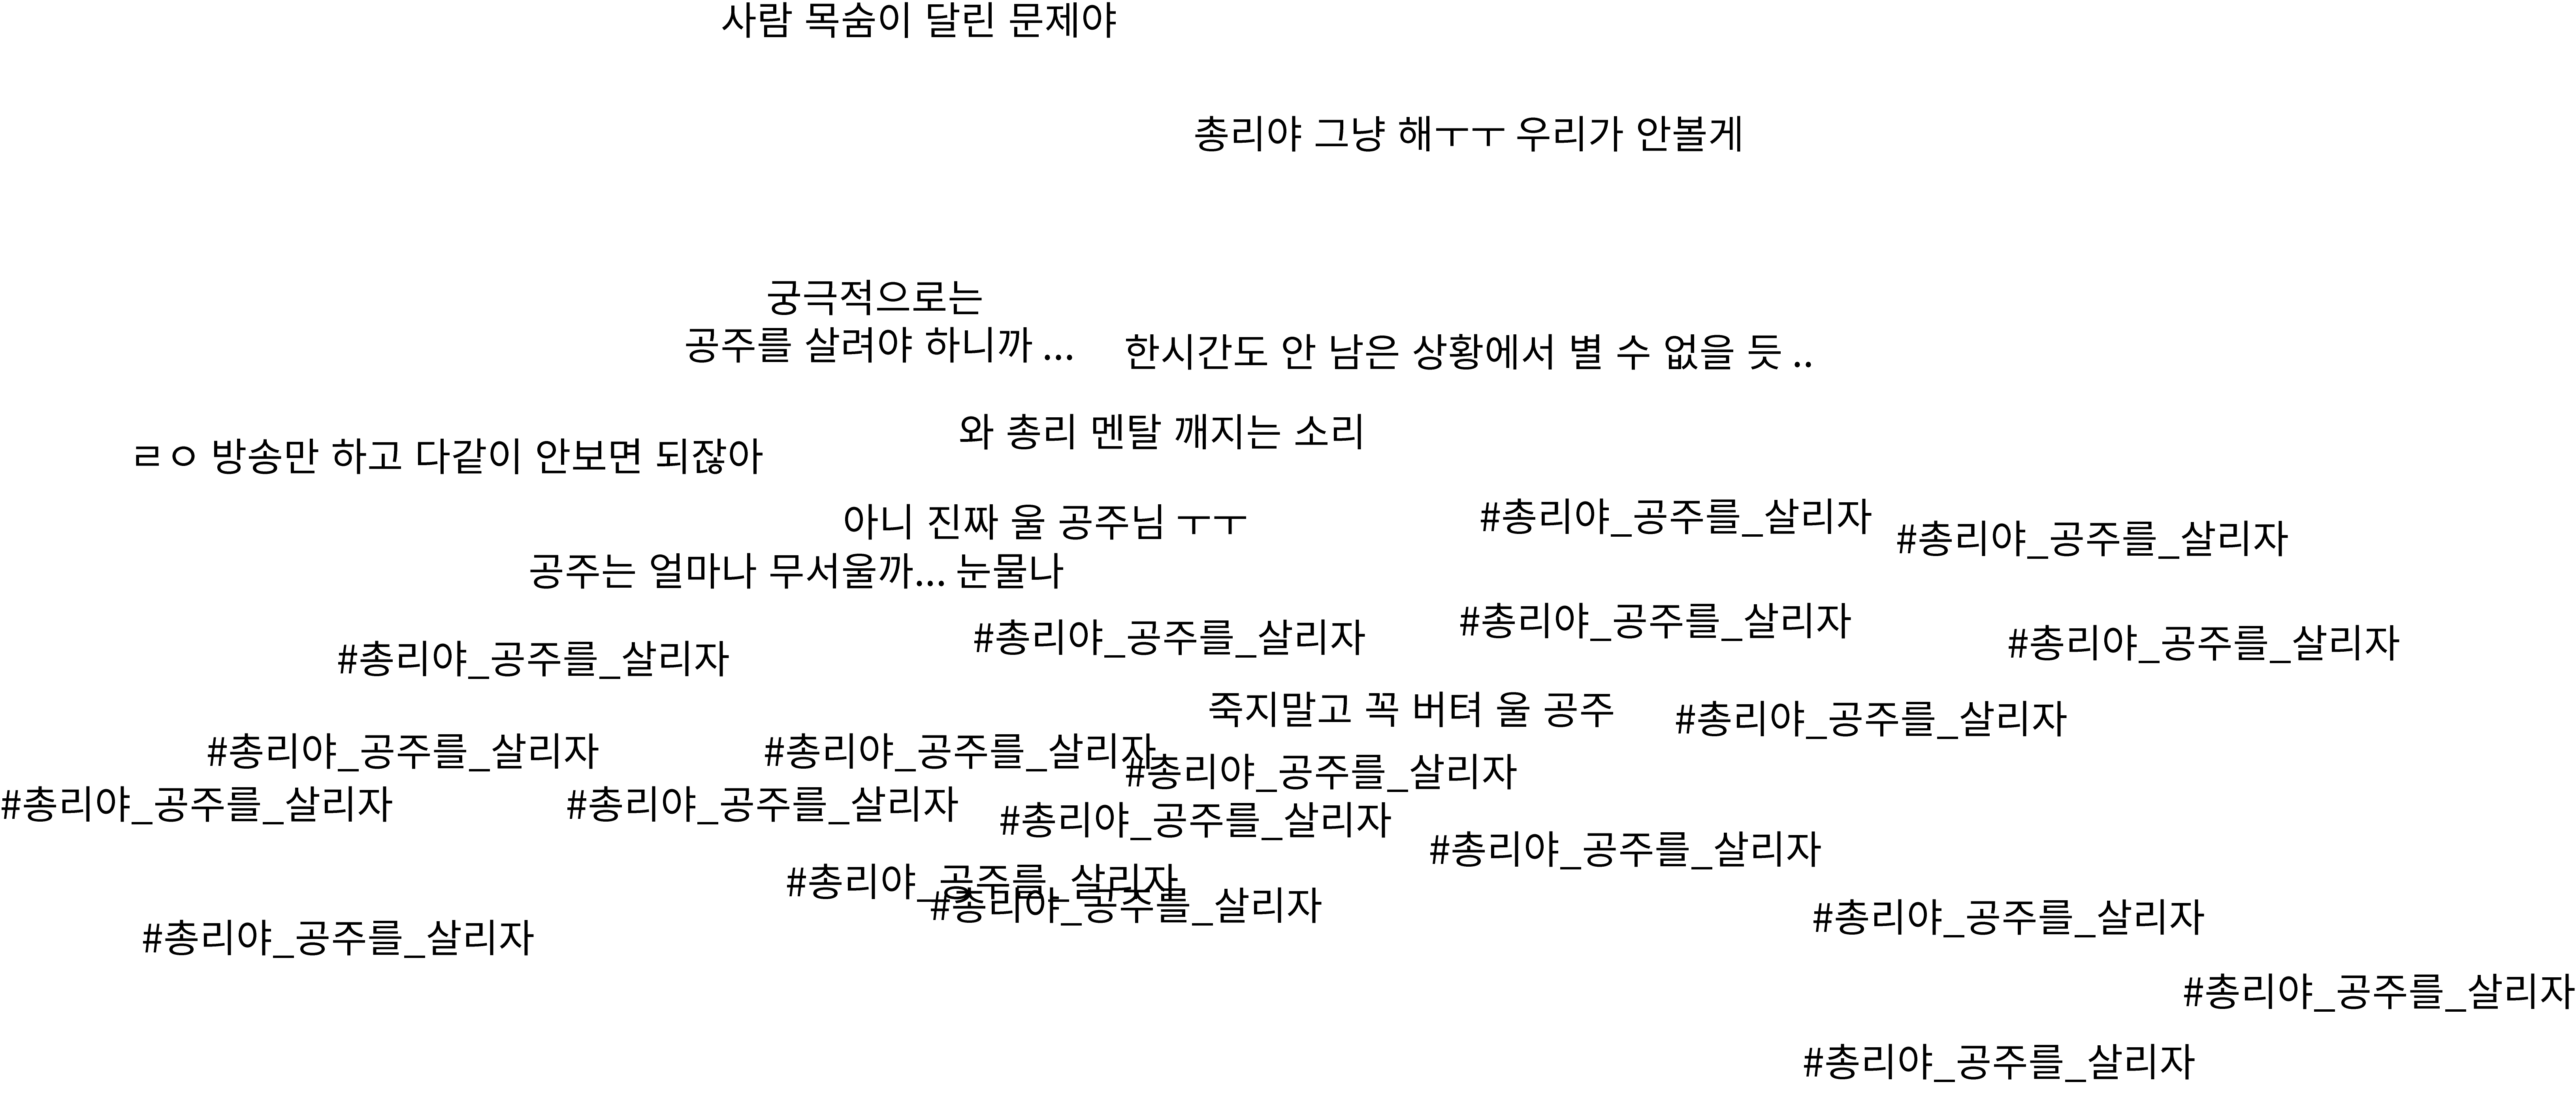 사람 목숨이 달린 문제야
총리야 그냥 해ㅜㅜ 우리가 안볼게
궁극적으로는
공주를 살려야 하니까 ...
한시간도 안 남은 상황에서 별 수 없을 듯 ..
와 총리 멘탈 깨지는 소리
ㄹㅇ 방송만 하고 다같이 안보면 되잖아
아니 진짜 울 공주님 ㅜㅜ
#총리야_공주를_살리자
#총리야_공주를_살리자
공주는 얼마나 무서울까... 눈물나
#총리야_공주를_살리자
#총리야_공주를_살리자
#총리야_공주를_살리자
#총리야_공주를_살리자
죽지말고 꼭 버텨 울 공주
#총리야_공주를_살리자
#총리야_공주를_살리자
#총리야_공주를_살리자
#총리야_공주를_살리자
#총리야_공주를_살리자
#총리야_공주를_살리자
#총리야_공주를_살리자
#총리야_공주를_살리자
#총리야_공주를_살리자
#총리야_공주를_살리자
#총리야_공주를_살리자
#총리야_공주를_살리자
#총리야_공주를_살리자
#총리야_공주를_살리자